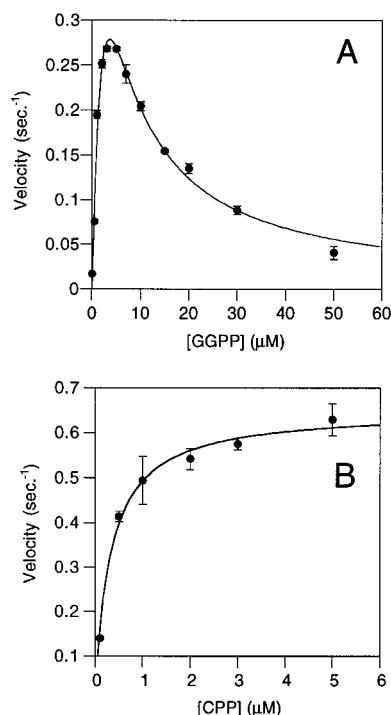 A
Velocity (sec.-1)
0.3
0.25
0.2
0.15
0.1
0.05
0
0 10 20 30 40 50 60
[GGPP] (μM)
B
Velocity (sec.-1)
0.7
0.6
0.5
0.4
0.3
0.2
0.1
0 1 2 3 4 5 6
[CPP] (μM)